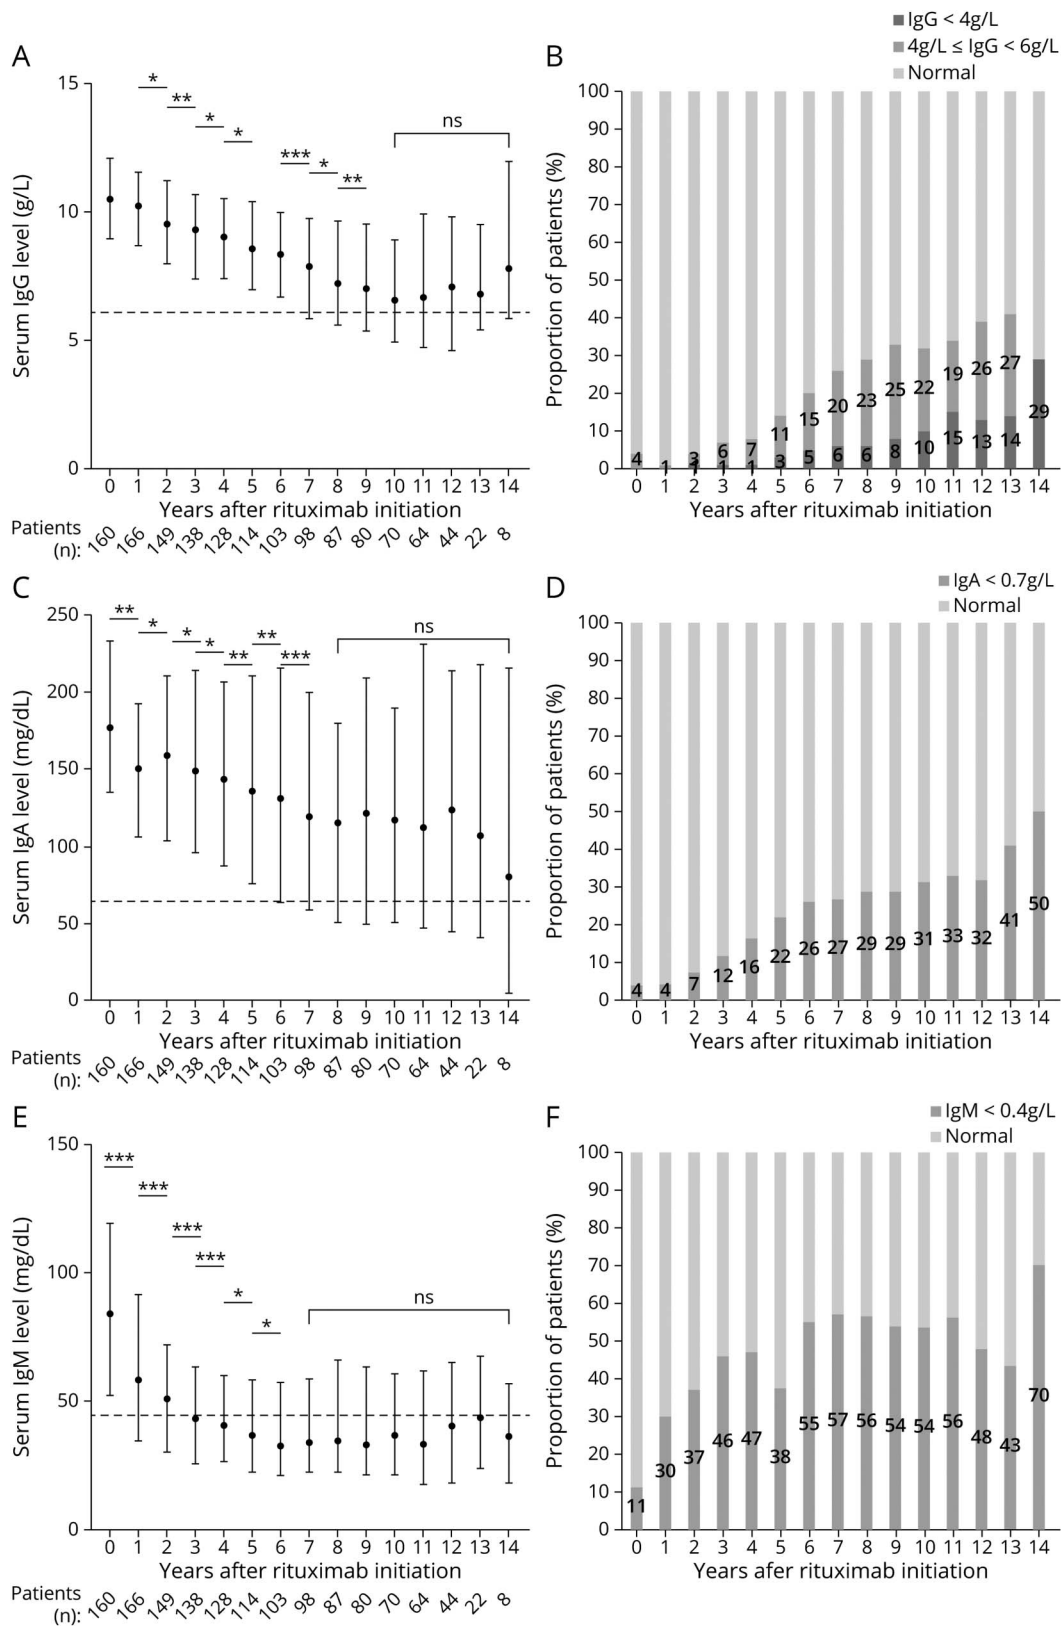 A
15
10
5
0
Serum IgG level (g/L)
*
**
*
*
***
*
**
ns
0 1 2 3 4 5 6 7 8 9 10 11 12 13 14
Years after rituximab initiation
Patients
(n): 160 166 149 138 128 114 103 98 87 80 70 64 44 22 8
B
IgG < 4g/L
4g/L ≤ IgG < 6g/L
Normal
100
90
80
70
60
50
40
30
20
10
0
Proportion of patients (%)
4 1 3 6 7 11 15 20 23 25 22 19 26 27 29
1 1 1 3 5 6 6 8 10 15 13 14
0 1 2 3 4 5 6 7 8 9 10 11 12 13 14
Years after rituximab initiation
C
250
200
150
100
50
0
Serum IgA level (mg/dL)
**
*
*
*
**
**
***
ns
0 1 2 3 4 5 6 7 8 9 10 11 12 13 14
Years after rituximab initiation
Patients
(n): 160 166 149 138 128 114 103 98 87 80 70 64 44 22 8
D
IgA < 0.7g/L
Normal
100
90
80
70
60
50
40
30
20
10
0
Proportion of patients (%)
4 4 7 12 16 22 26 27 29 29 31 33 32 41 50
0 1 2 3 4 5 6 7 8 9 10 11 12 13 14
Years after rituximab initiation
E
150
100
50
0
Serum IgM level (mg/dL)
***
***
***
***
*
*
ns
0 1 2 3 4 5 6 7 8 9 10 11 12 13 14
Years after rituximab initiation
Patients
(n): 160 166 149 138 128 114 103 98 87 80 70 64 44 22 8
F
IgM < 0.4g/L
Normal
100
90
80
70
60
50
40
30
20
10
0
Proportion of patients (%)
11 30 37 46 47 38 55 57 56 54 54 56 48 43 70
0 1 2 3 4 5 6 7 8 9 10 11 12 13 14
Years after rituximab initiation